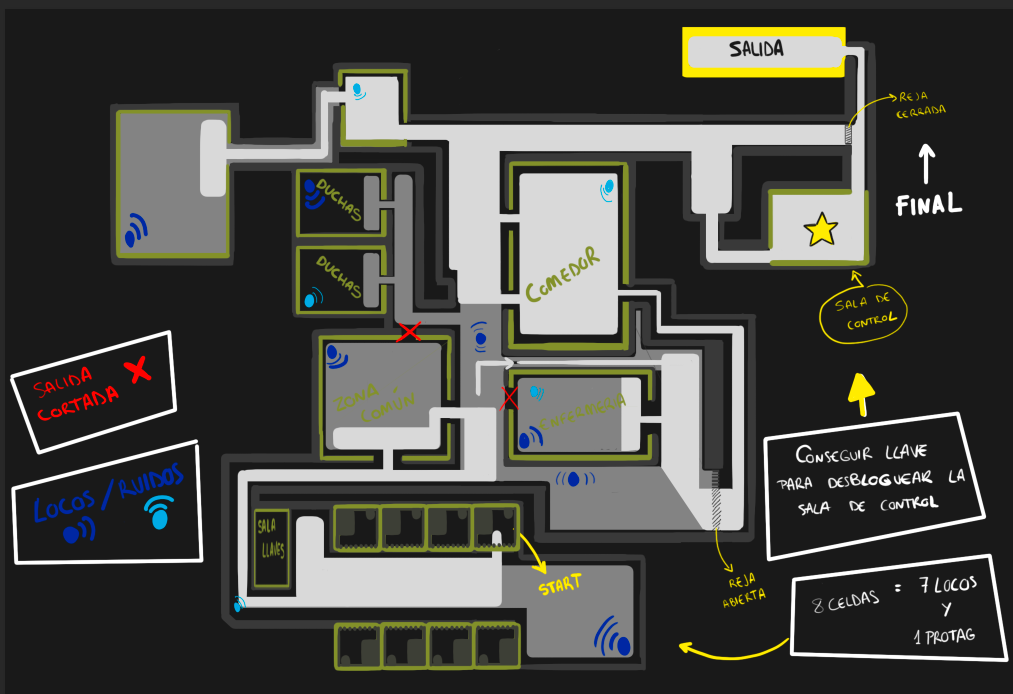 SALIDA
REJA
CERRADA
FINAL
DUCHAS
DUCHAS
COMEDOR
SALA DE
CONTROL
SALIDA
CORTADA
ZONA
COMÚN
ENFERMERÍA
CONSEGUIR LLAVE
PARA DESBLOQUEAR LA
SALA DE CONTROL
LOCOS/RUIDOS
SALA
LLAVES
START
REJA
ABIERTA
8 CELDAS = 7 LOCOS
Y
1 PROTAG